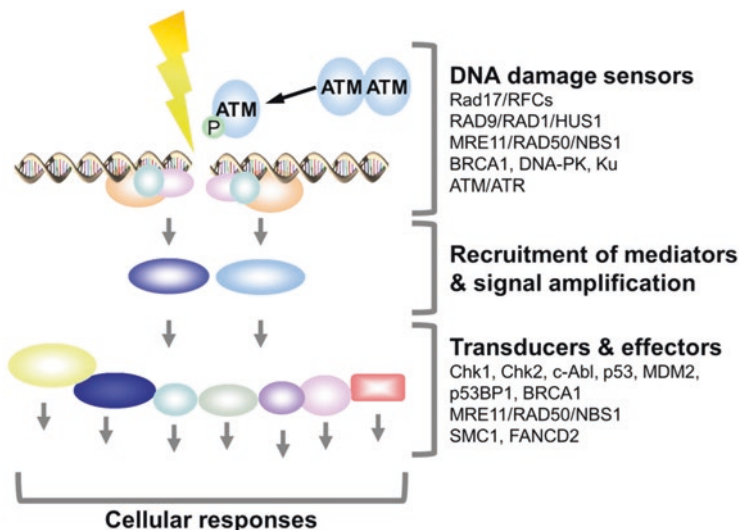 ATM
P
ATM ATM
DNA damage sensors
Rad17/RFCs
RAD9/RAD1/HUS1
MRE11/RAD50/NBS1
BRCA1, DNA-PK, Ku
ATM/ATR
Recruitment of mediators
& signal amplification
Transducers & effectors
Chk1, Chk2, c-Abl, p53, MDM2,
p53BP1, BRCA1
MRE11/RAD50/NBS1
SMC1, FANCD2
Cellular responses